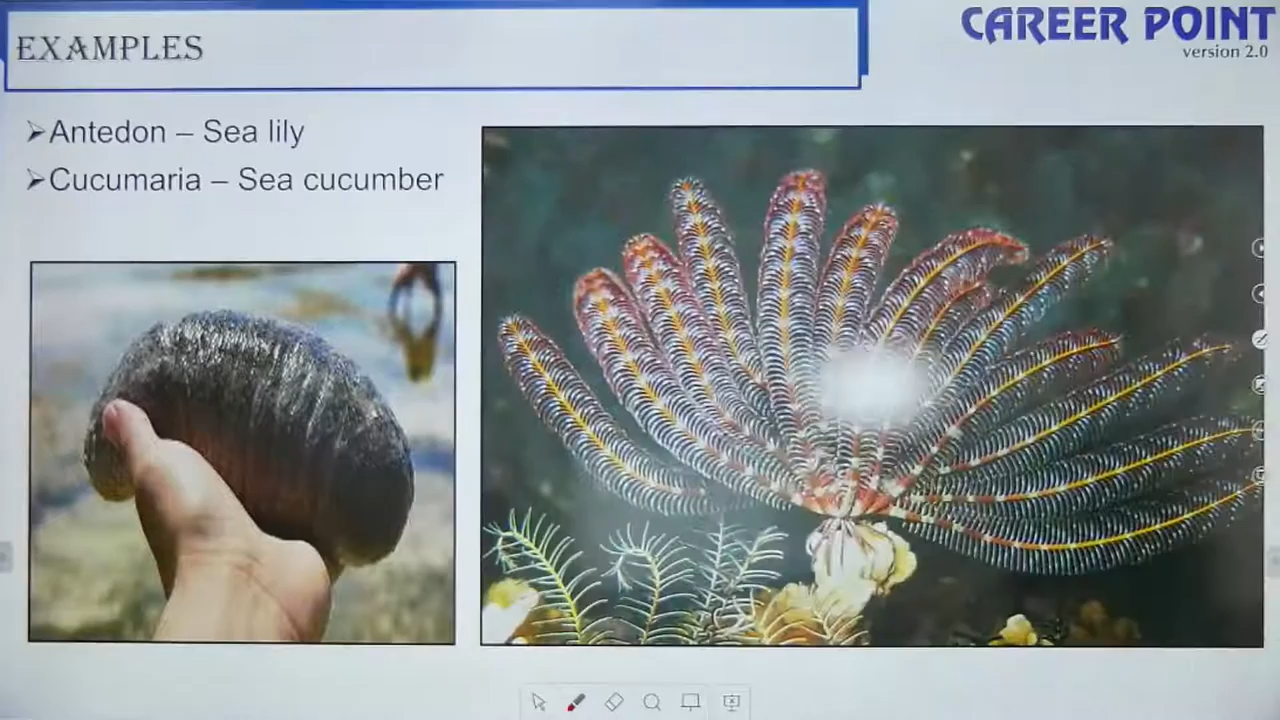 EXAMPLES
CAREER POINT
version 2.0
➢Antedon – Sea lily
➢Cucumaria – Sea cucumber